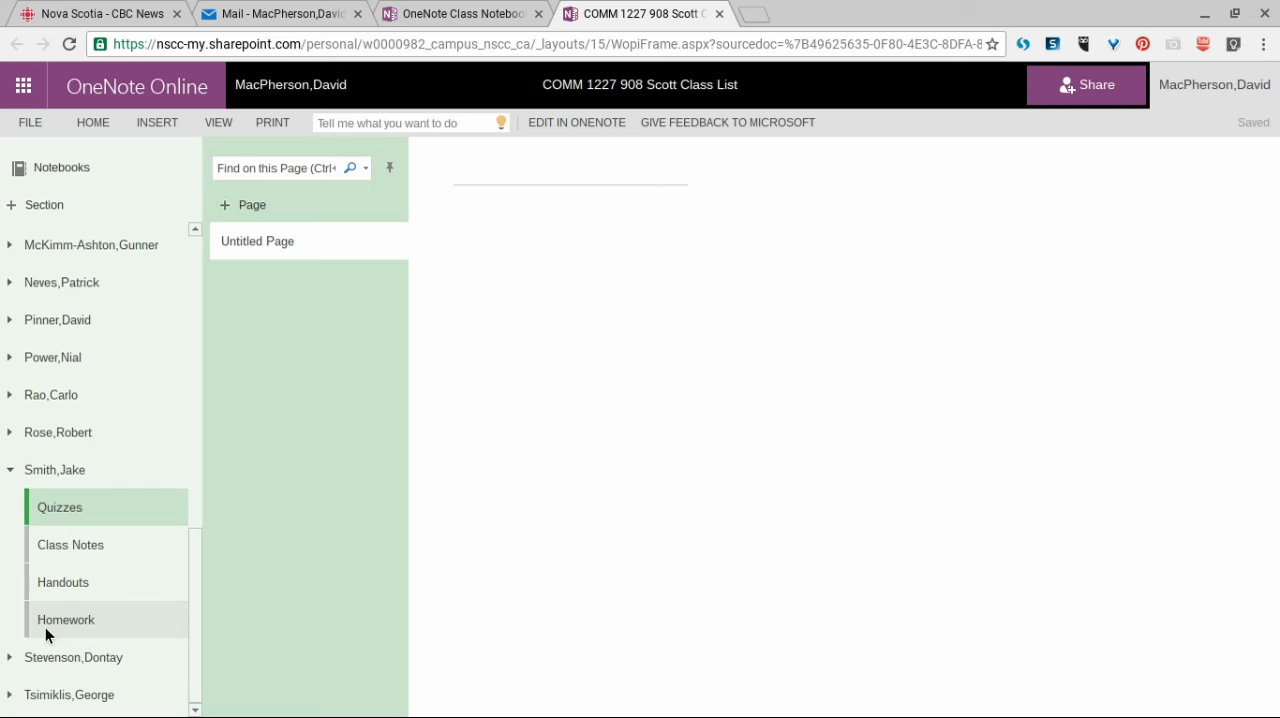 Nova Scotia - CBC News
Mail - MacPherson,David
OneNote Class Notebook
COMM 1227 908 Scott C
https://nscc-my.sharepoint.com/personal/w0000982_campus_nscc_ca/_layouts/15/WopiFrame.aspx?sourcedoc=%7B49625635-0F80-4E3C-8DFA-8
OneNote Online
MacPherson,David
COMM 1227 908 Scott Class List
Share
MacPherson,David
FILE
HOME
INSERT
VIEW
PRINT
Tell me what you want to do
EDIT IN ONENOTE
GIVE FEEDBACK TO MICROSOFT
Saved
Notebooks
Find on this Page (Ctrl+
Section
Page
McKimm-Ashton,Gunner
Untitled Page
Neves,Patrick
Pinner,David
Power,Nial
Rao,Carlo
Rose,Robert
Smith,Jake
Quizzes
Class Notes
Handouts
Homework
Stevenson,Dontay
Tsimiklis,George